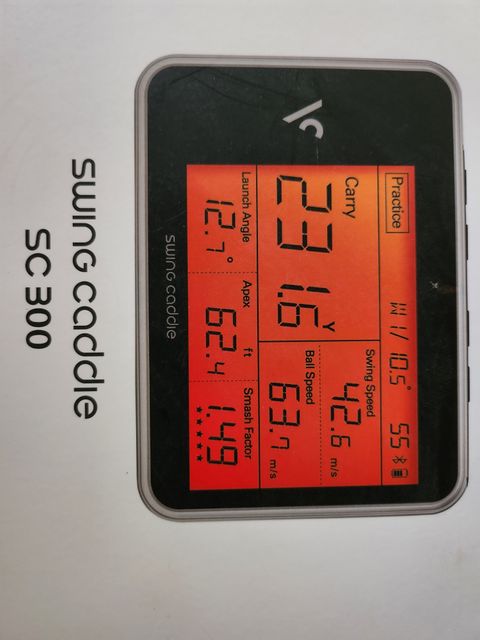 Practice W1/10.5° 55
Carry
231.6 Y
Swing Speed
42.6 m/s
Ball Speed
63.7 m/s
Launch Angle
12.7°
Apex ft
62.4
Smash Factor
1.49
swing caddie
swing caddie
SC 300